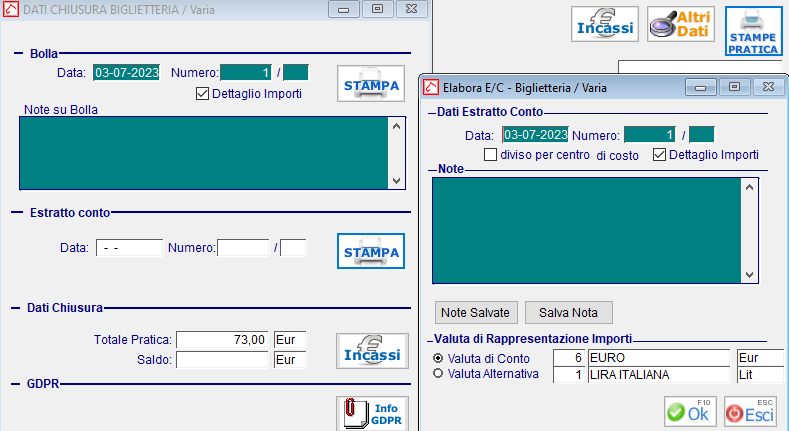 DATI CHIUSURA BIGLIETTERIA / Varia
Bolla
Data: 03-07-2023 Numero: 1 /
Dettaglio Importi
STAMPA
Note su Bolla
Estratto conto
Data: - - Numero: /
STAMPA
Dati Chiusura
Totale Pratica: 73,00 Eur
Saldo: Eur
€ Incassi
GDPR
Info
GDPR
€ Incassi
Altri
Dati
STAMPE
PRATICA
Elabora E/C - Biglietteria / Varia
Dati Estratto Conto
Data: 03-07-2023 Numero: 1 /
diviso per centro di costo Dettaglio Importi
Note
Note Salvate Salva Nota
Valuta di Rappresentazione Importi
Valuta di Conto 6 EURO Eur
Valuta Alternativa 1 LIRA ITALIANA Lit
F10
Ok
ESC
Esci